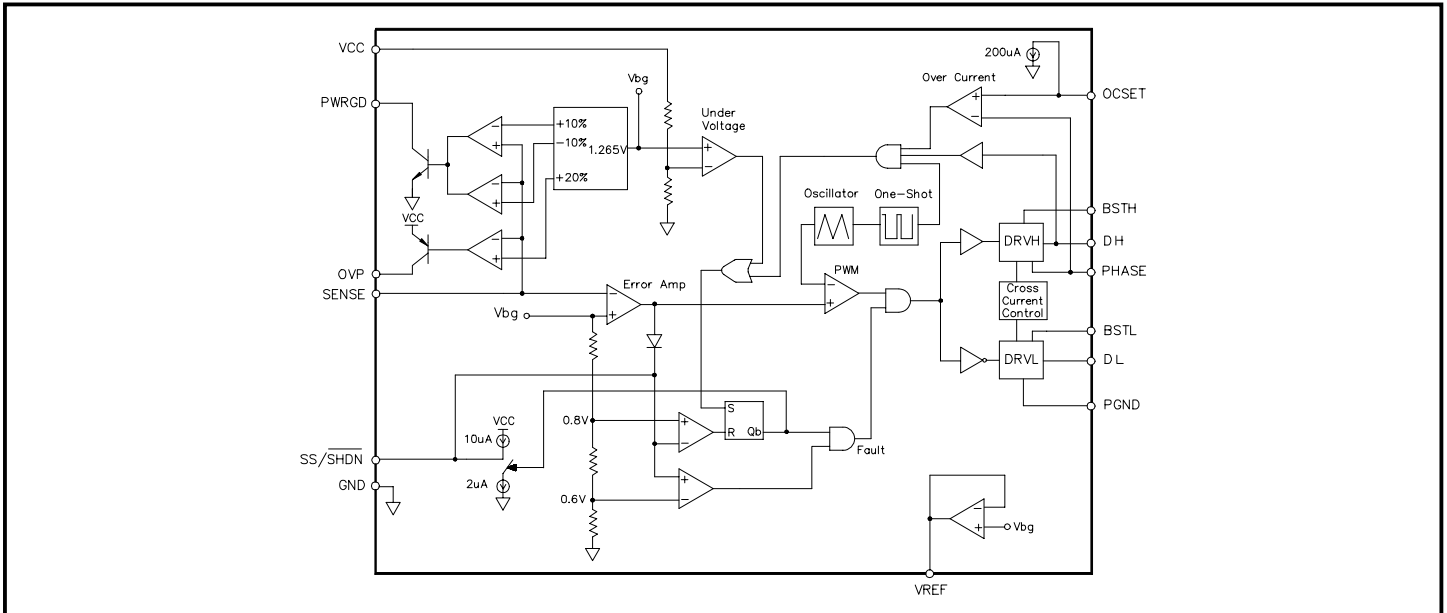 VCC
200uA
Over Current
Vbg
OCSET
PWRGD
Under
Voltage
+10%
-10%
1.265V
+20%
Oscillator
One-Shot
BSTH
VCC
DRVH
DH
OVP
PWM
PHASE
SENSE
Error Amp
Cross
Current
Control
Vbg
BSTL
DRVL
DL
PGND
S
0.8V
VCC
R
Qb
10uA
Fault
SS/SHDN
GND
2uA
0.6V
Vbg
VREF
-
+
-
+
-
+
+
-
+
-
-
+
-
+
+
-
+
-
-
+